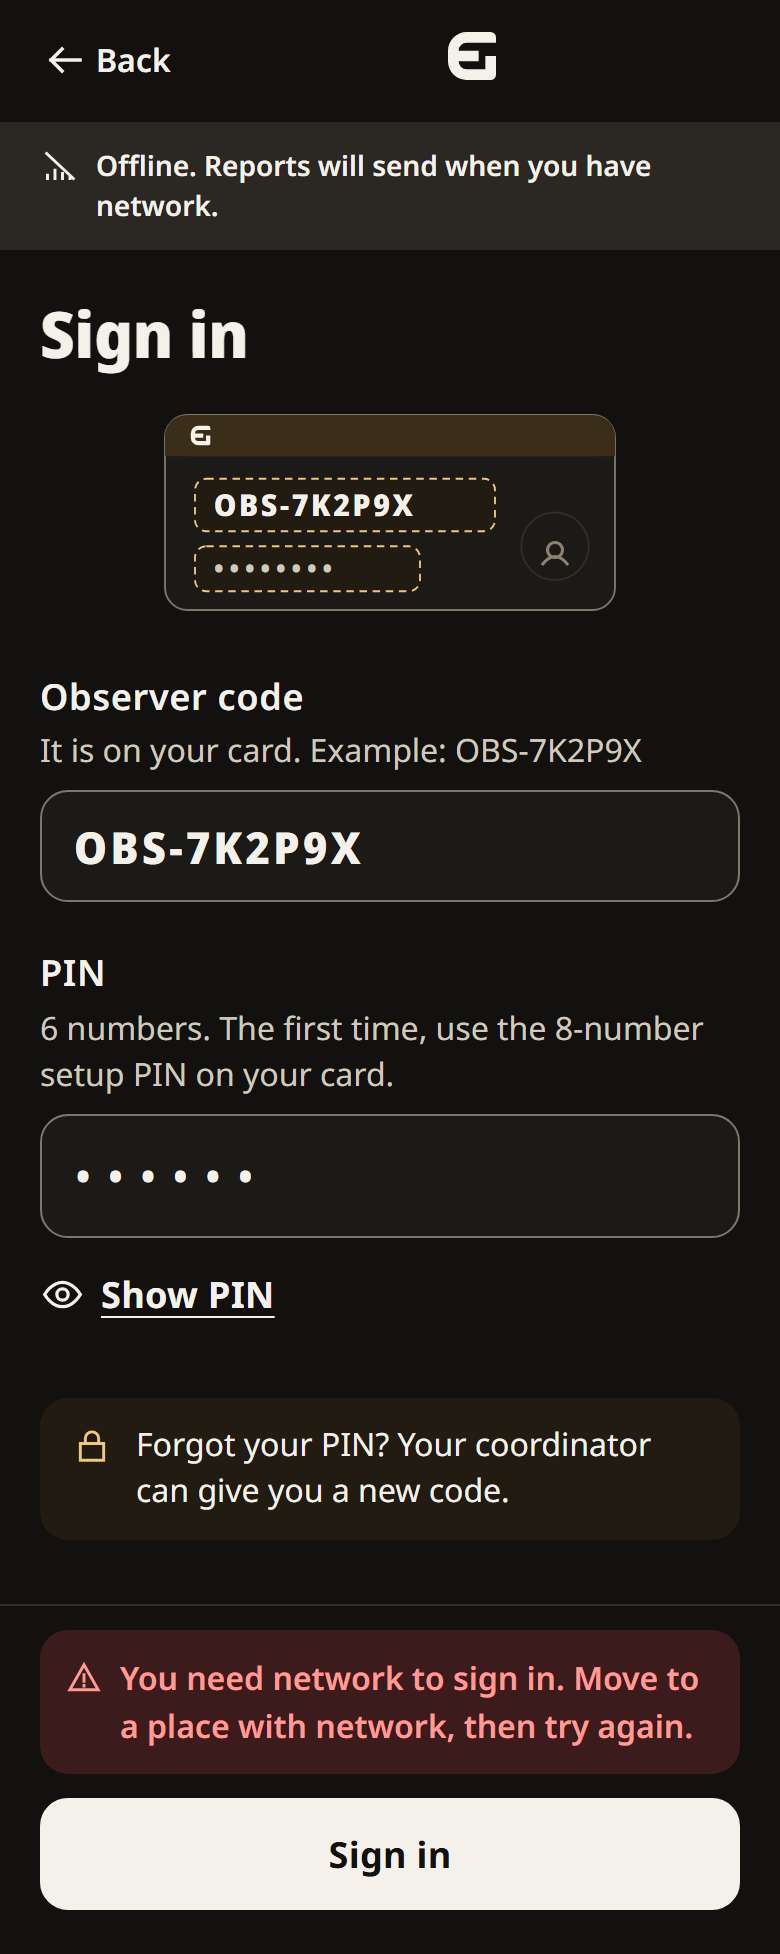 Back
Offline. Reports will send when you have
network.
Sign in
OBS-7K2P9X
••••••••
Observer code
It is on your card. Example: OBS-7K2P9X
OBS-7K2P9X
PIN
6 numbers. The first time, use the 8-number
setup PIN on your card.
••••••
Show PIN
Forgot your PIN? Your coordinator
can give you a new code.
You need network to sign in. Move to
a place with network, then try again.
Sign in